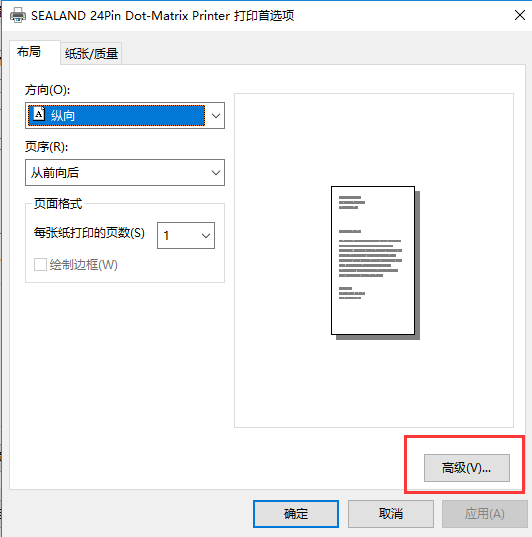 SEALAND 24Pin Dot-Matrix Printer 打印首选项
布局 纸张/质量
方向(O):
A 纵向
页序(R):
从前向后
页面格式
每张纸打印的页数(S) 1
绘制边框(W)
高级(V)...
确定 取消 应用(A)